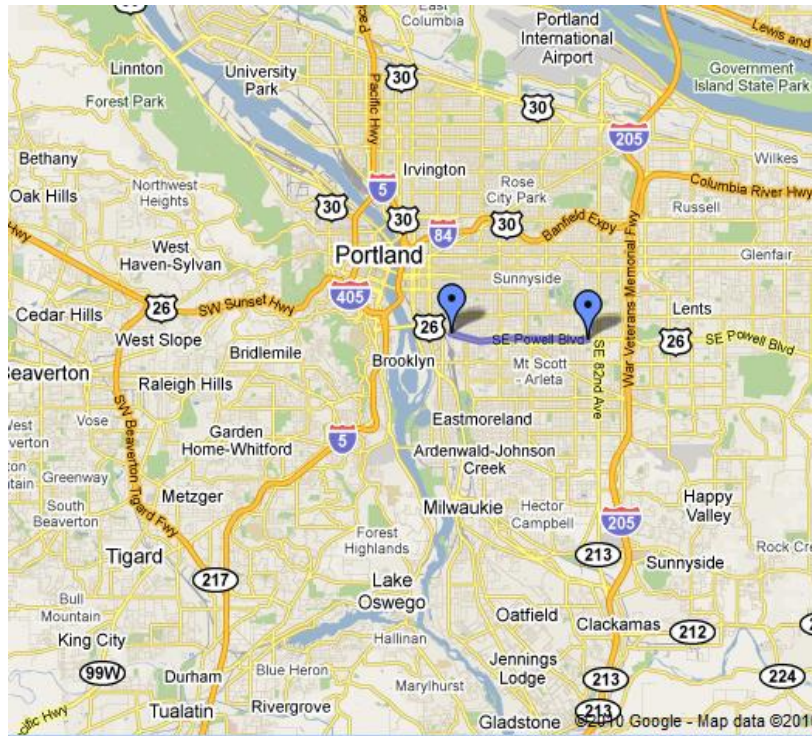 30
East
Columbia
Portland
International
Airport
Lewis and
Linnton
University
Park
Pacific Hwy
30
Government
Island State Park
Forest Park
30
205
Bethany
Irvington
Wilkes
Oak Hills
Northwest
Heights
5
Rose
City Park
Columbia River Hwy
Russell
30
30
84
30
Banfield Expy
Hwy
West
Haven-Sylvan
Portland
Glenfair
Sunnyside
War Veterans Memorial Fwy
26
SW Sunset Hwy
405
Cedar Hills
Lents
26
West Slope
SE Powell Blvd
26
SE Powell Blvd
Bridlemile
Brooklyn
Mt Scott
- Arleta
SE 82nd Ave
Beaverton
Raleigh Hills
SW Beaverton Tigard Fwy
Vose
Garden
Home-Whitford
5
Eastmoreland
West
Ardenwald-Johnson
Creek
Greenway
Metzger
South
Beaverton
Milwaukie
Hector
Campbell
Happy
Valley
205
Forest
Highlands
213
Sunnyside
Rock Cr
Tigard
217
Lake
Oswego
Bull
Mountain
Oatfield
Clackamas
212
King City
Hallinan
99W
Durham
Blue Heron
Jennings
Lodge
213
224
Marylhurst
Tualatin
Rivergrove
213
Gladstone
©2010 Google - Map data ©2010